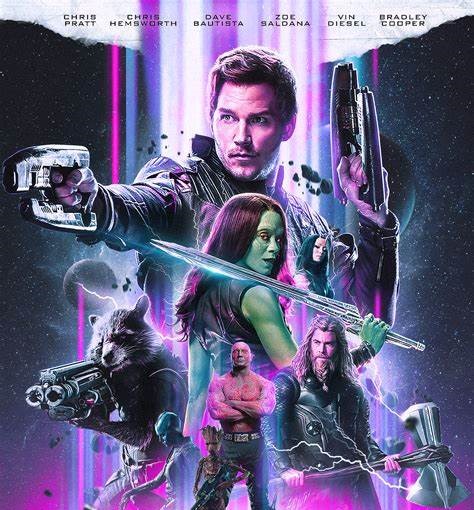 CHRIS PRATT
CHRIS HEMSWORTH
DAVE BAUTISTA
ZOE SALDANA
VIN DIESEL
BRADLEY COOPER